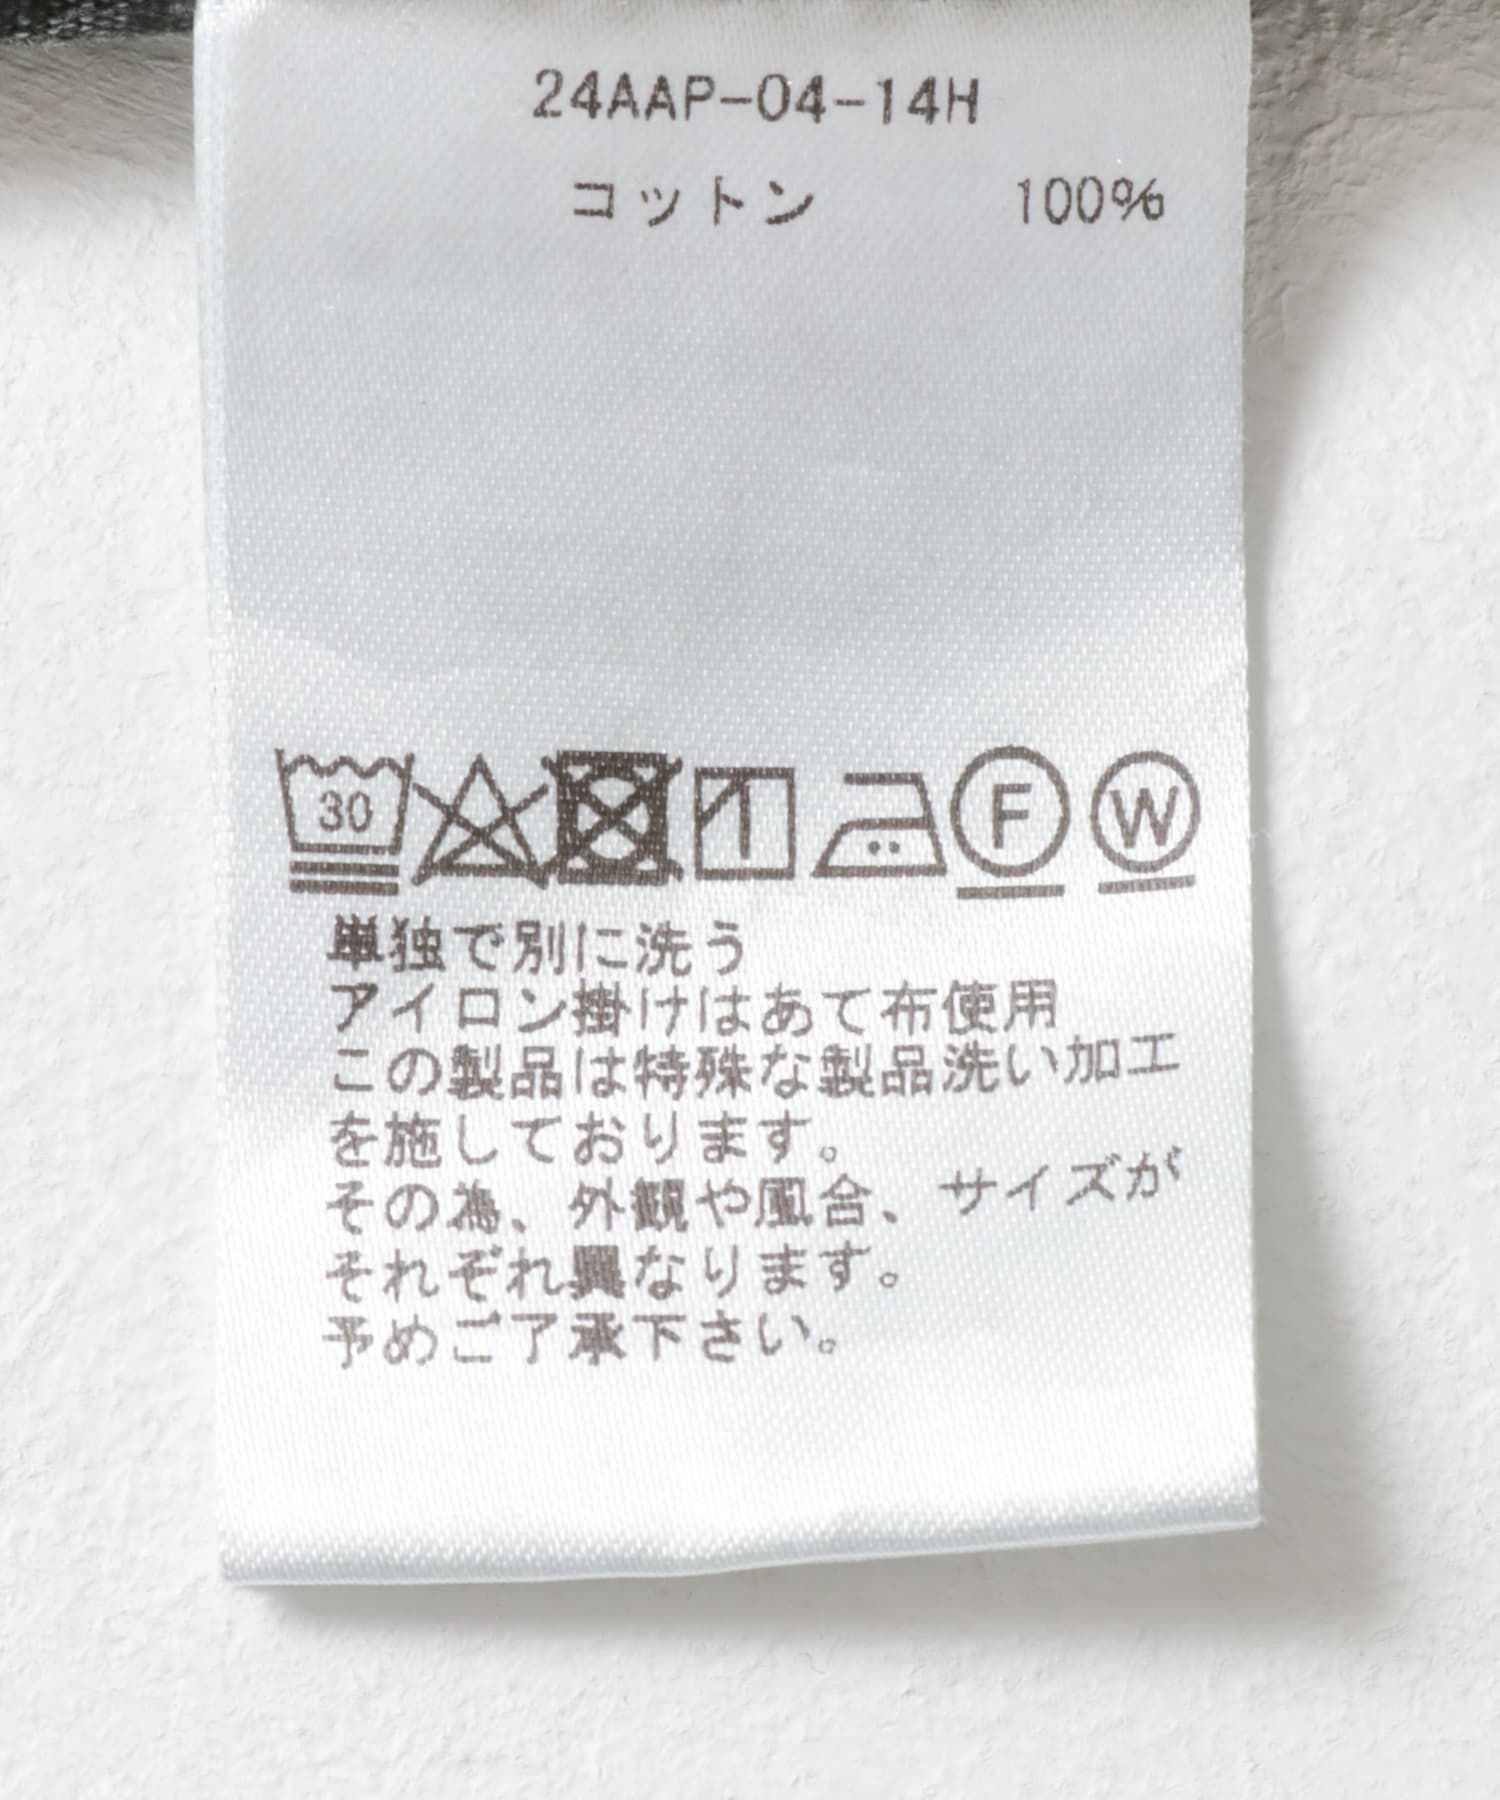 24AAP-04-14H
コットン 100%
30
F W
単独で別に洗う
アイロン掛けはあて布使用
この製品は特殊な製品洗い加工
を施しております。
その為、外観や風合、サイズが
それぞれ異なります。
予めご了承下さい。